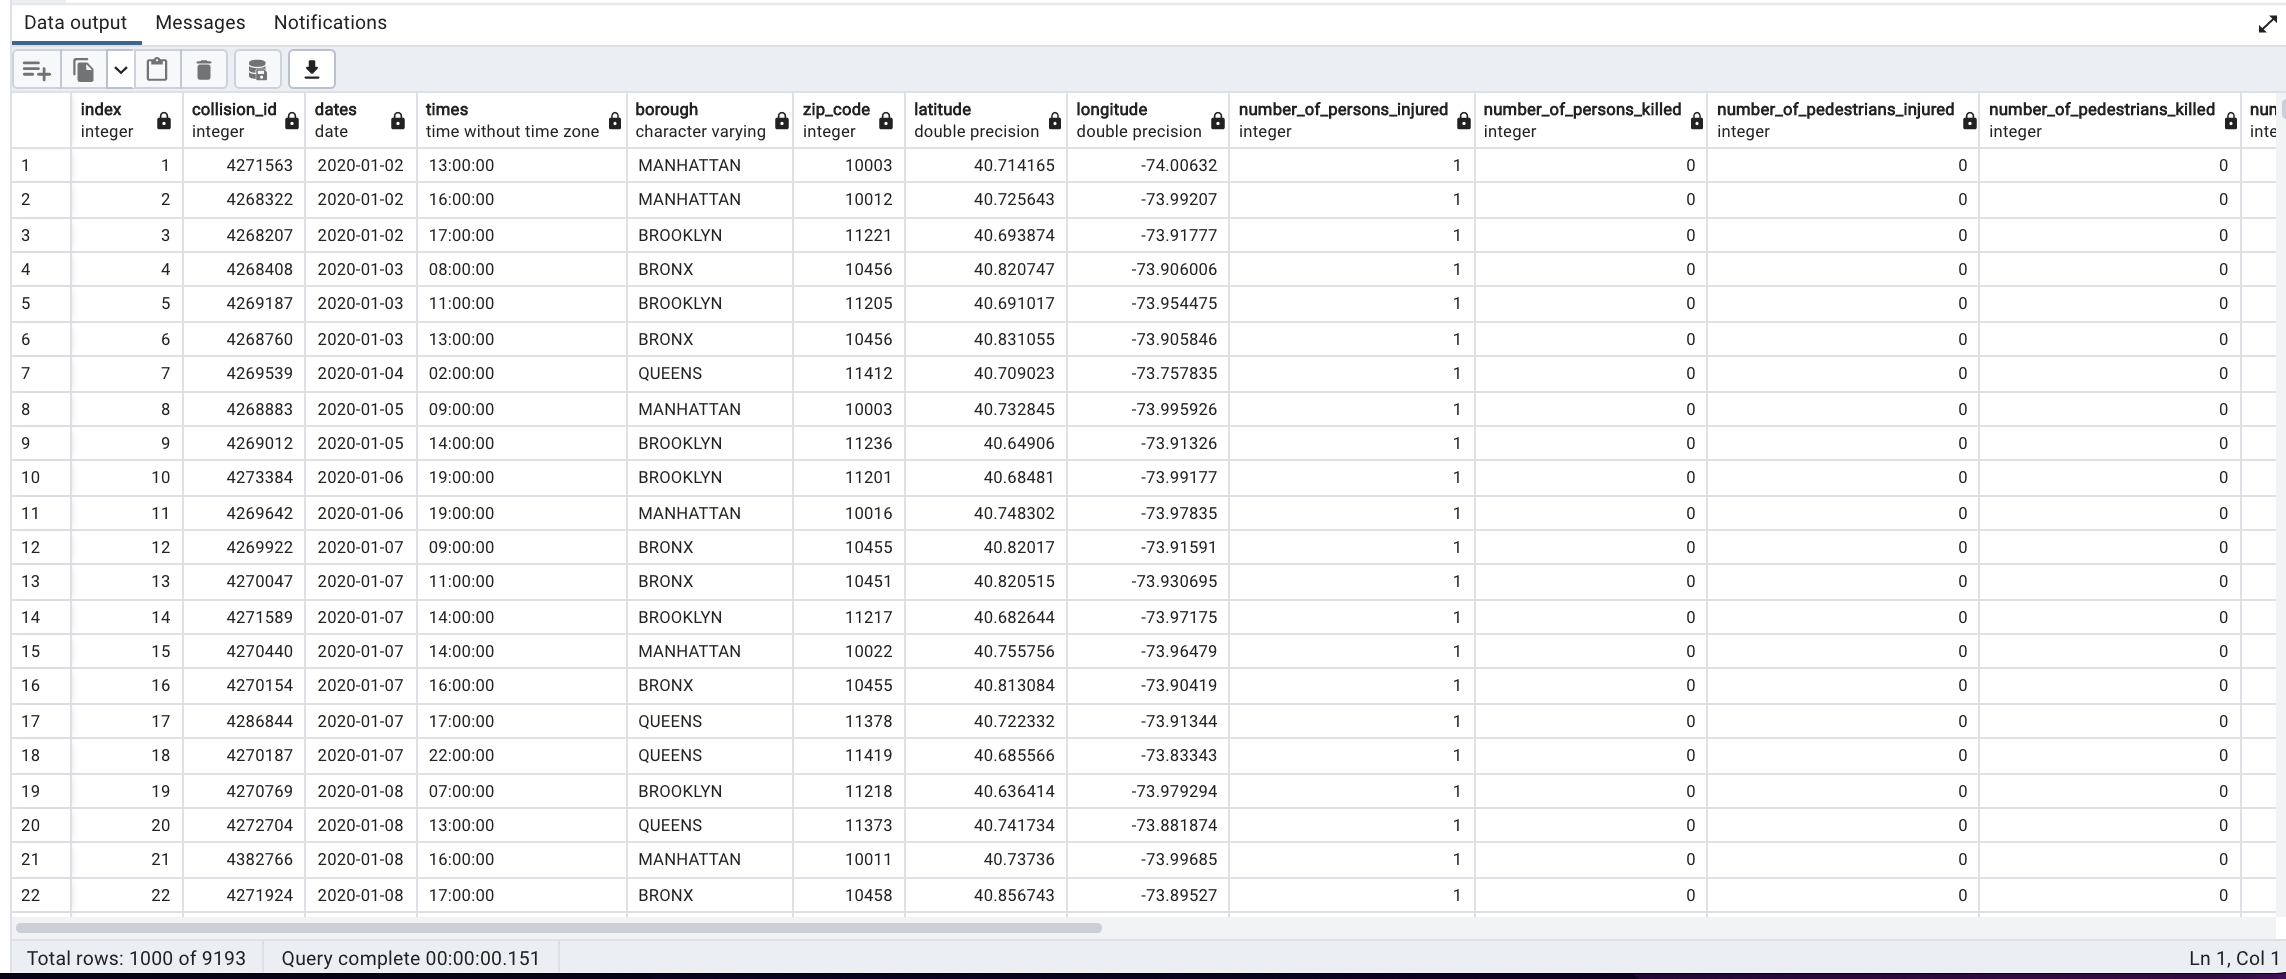 Data output Messages Notifications
index collision_id dates times borough zip_code latitude longitude number_of_persons_injured number_of_persons_killed number_of_pedestrians_injured number_of_pedestrians_killed num
integer integer date time without time zone character varying integer double precision double precision integer integer integer integer inte
1 1 4271563 2020-01-02 13:00:00 MANHATTAN 10003 40.714165 -74.00632 1 0 0 0
2 2 4268322 2020-01-02 16:00:00 MANHATTAN 10012 40.725643 -73.99207 1 0 0 0
3 3 4268207 2020-01-02 17:00:00 BROOKLYN 11221 40.693874 -73.91777 1 0 0 0
4 4 4268408 2020-01-03 08:00:00 BRONX 10456 40.820747 -73.906006 1 0 0 0
5 5 4269187 2020-01-03 11:00:00 BROOKLYN 11205 40.691017 -73.954475 1 0 0 0
6 6 4268760 2020-01-03 13:00:00 BRONX 10456 40.831055 -73.905846 1 0 0 0
7 7 4269539 2020-01-04 02:00:00 QUEENS 11412 40.709023 -73.757835 1 0 0 0
8 8 4268883 2020-01-05 09:00:00 MANHATTAN 10003 40.732845 -73.995926 1 0 0 0
9 9 4269012 2020-01-05 14:00:00 BROOKLYN 11236 40.64906 -73.91326 1 0 0 0
10 10 4273384 2020-01-06 19:00:00 BROOKLYN 11201 40.68481 -73.99177 1 0 0 0
11 11 4269642 2020-01-06 19:00:00 MANHATTAN 10016 40.748302 -73.97835 1 0 0 0
12 12 4269922 2020-01-07 09:00:00 BRONX 10455 40.82017 -73.91591 1 0 0 0
13 13 4270047 2020-01-07 11:00:00 BRONX 10451 40.820515 -73.930695 1 0 0 0
14 14 4271589 2020-01-07 14:00:00 BROOKLYN 11217 40.682644 -73.97175 1 0 0 0
15 15 4270440 2020-01-07 14:00:00 MANHATTAN 10022 40.755756 -73.96479 1 0 0 0
16 16 4270154 2020-01-07 16:00:00 BRONX 10455 40.813084 -73.90419 1 0 0 0
17 17 4286844 2020-01-07 17:00:00 QUEENS 11378 40.722332 -73.91344 1 0 0 0
18 18 4270187 2020-01-07 22:00:00 QUEENS 11419 40.685566 -73.83343 1 0 0 0
19 19 4270769 2020-01-08 07:00:00 BROOKLYN 11218 40.636414 -73.979294 1 0 0 0
20 20 4272704 2020-01-08 13:00:00 QUEENS 11373 40.741734 -73.881874 1 0 0 0
21 21 4382766 2020-01-08 16:00:00 MANHATTAN 10011 40.73736 -73.99685 1 0 0 0
22 22 4271924 2020-01-08 17:00:00 BRONX 10458 40.856743 -73.89527 1 0 0 0
Total rows: 1000 of 9193 Query complete 00:00:00.151 Ln 1, Col 1